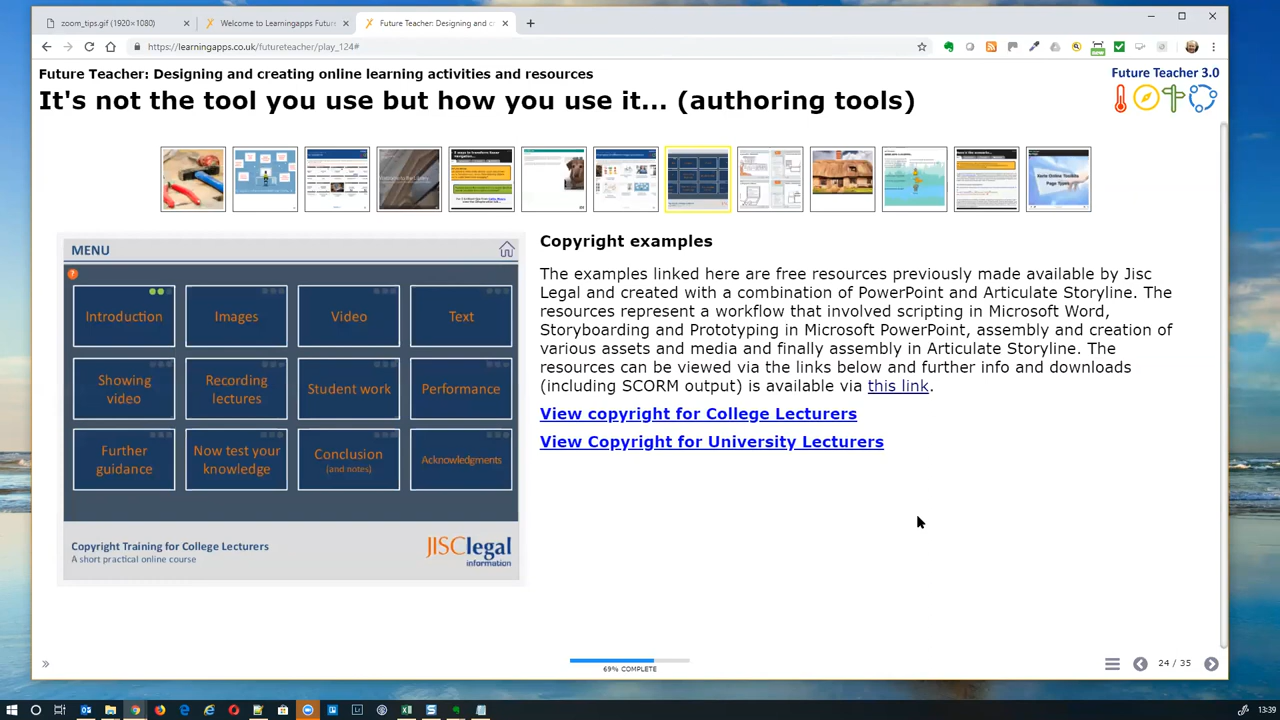 zoom_tips.gif (1920×1080)
Welcome to Learningapps Futur
Future Teacher: Designing and c
https://learningapps.co.uk/futureteacher/play_124#
Future Teacher: Designing and creating online learning activities and resources
Future Teacher 3.0
It's not the tool you use but how you use it... (authoring tools)
MENU
Introduction
Images
Video
Text
Showing video
Recording lectures
Student work
Performance
Further guidance
Now test your knowledge
Conclusion
(and notes)
Acknowledgments
Copyright Training for College Lecturers
A short practical online course
JISClegal
information
Copyright examples
The examples linked here are free resources previously made available by Jisc
Legal and created with a combination of PowerPoint and Articulate Storyline. The
resources represent a workflow that involved scripting in Microsoft Word,
Storyboarding and Prototyping in Microsoft PowerPoint, assembly and creation of
various assets and media and finally assembly in Articulate Storyline. The
resources can be viewed via the links below and further info and downloads
(including SCORM output) is available via this link.
View copyright for College Lecturers
View Copyright for University Lecturers
69% COMPLETE
24 / 35
13:39